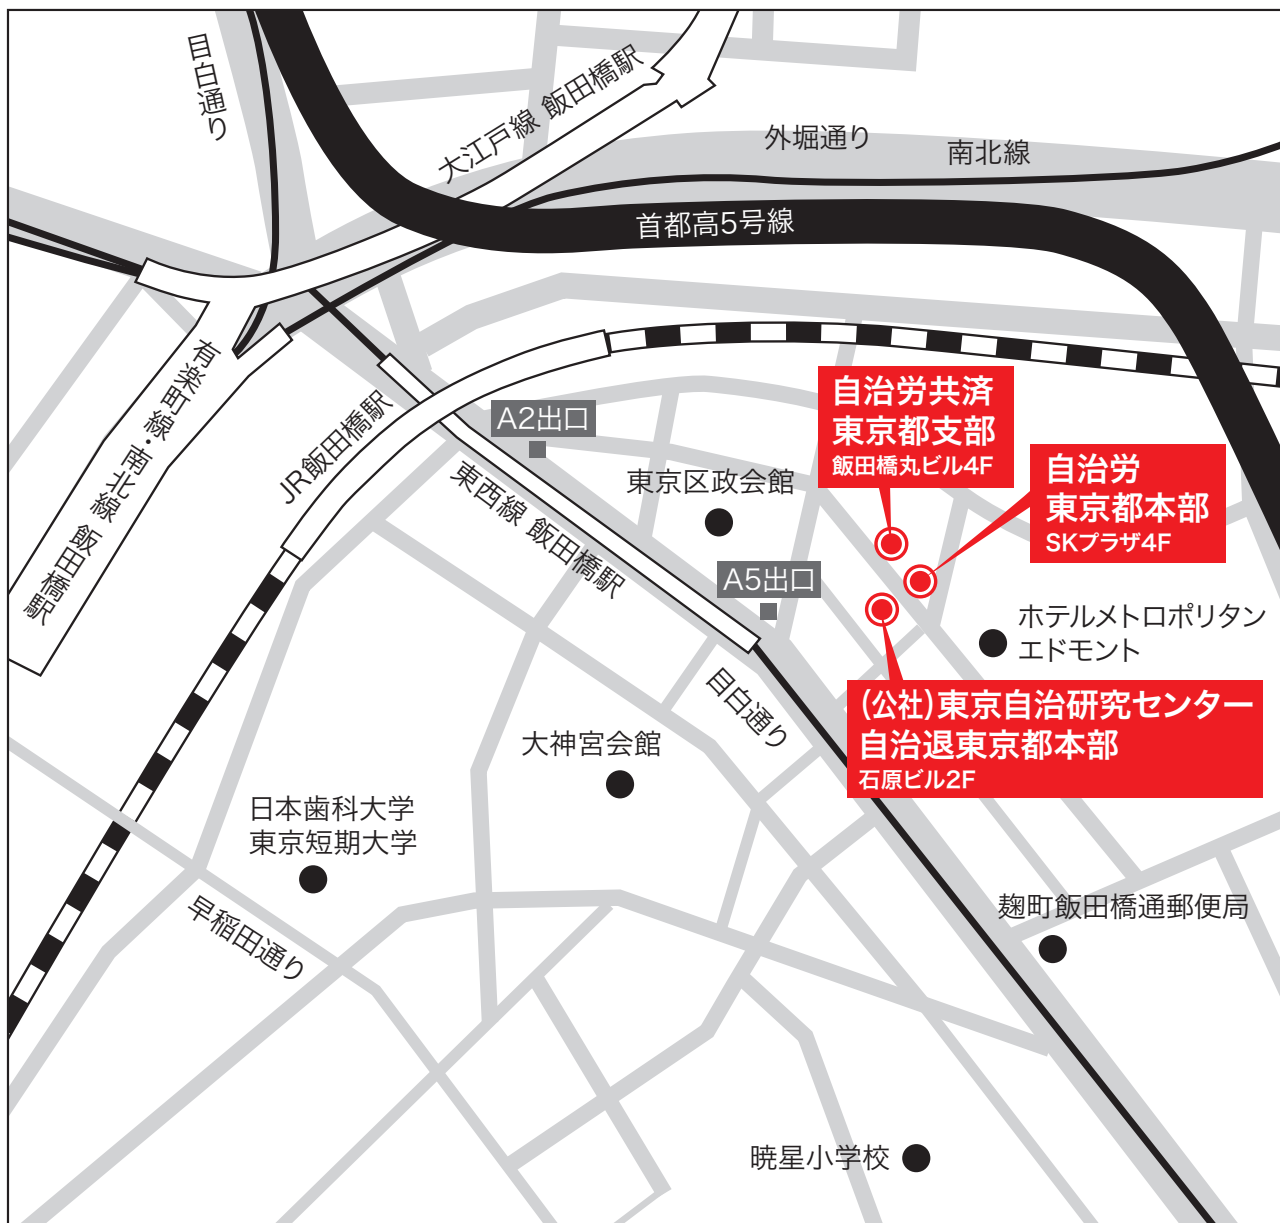 目白通り
大江戸線 飯田橋駅
外堀通り
南北線
首都高5号線
有楽町線・南北線 飯田橋駅
JR飯田橋駅
A2出口
東西線 飯田橋駅
東京区政会館
自治労共済
東京都支部
飯田橋丸ビル4F
自治労
東京都本部
SKプラザ4F
A5出口
ホテルメトロポリタン
エドモント
目白通り
(公社)東京自治研究センター
自治退東京都本部
石原ビル2F
大神宮会館
日本歯科大学
東京短期大学
早稲田通り
麹町飯田橋通郵便局
暁星小学校